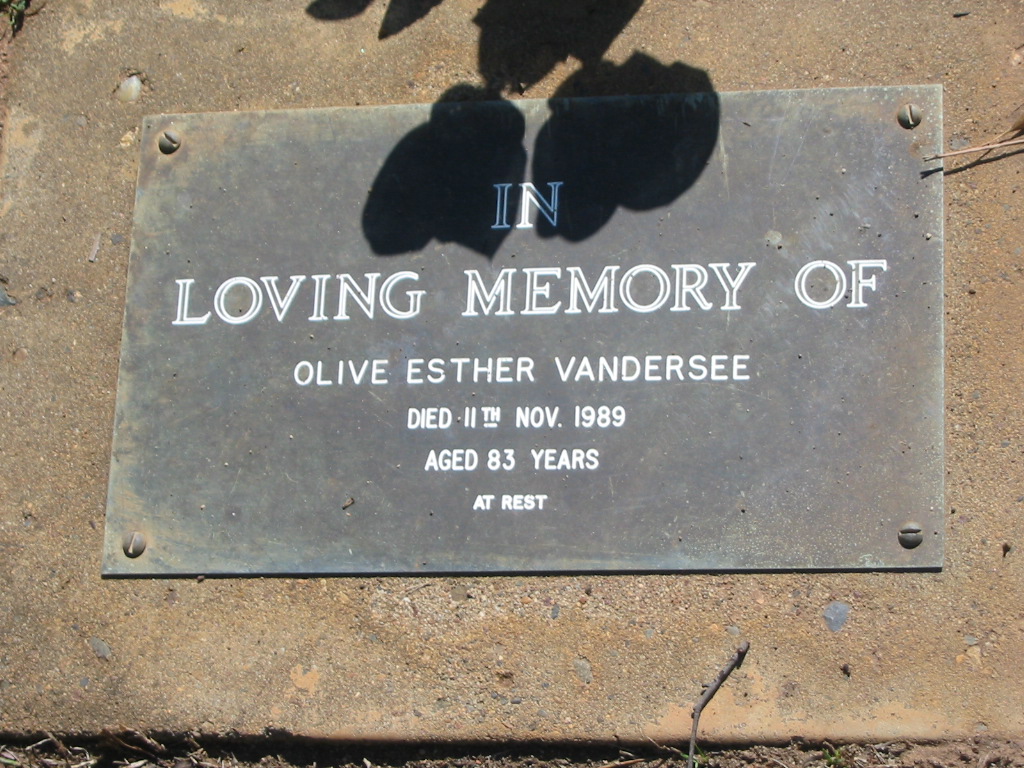 IN
LOVING MEMORY OF
OLIVE ESTHER VANDERSEE
DIED 11TH NOV. 1989
AGED 83 YEARS
AT REST